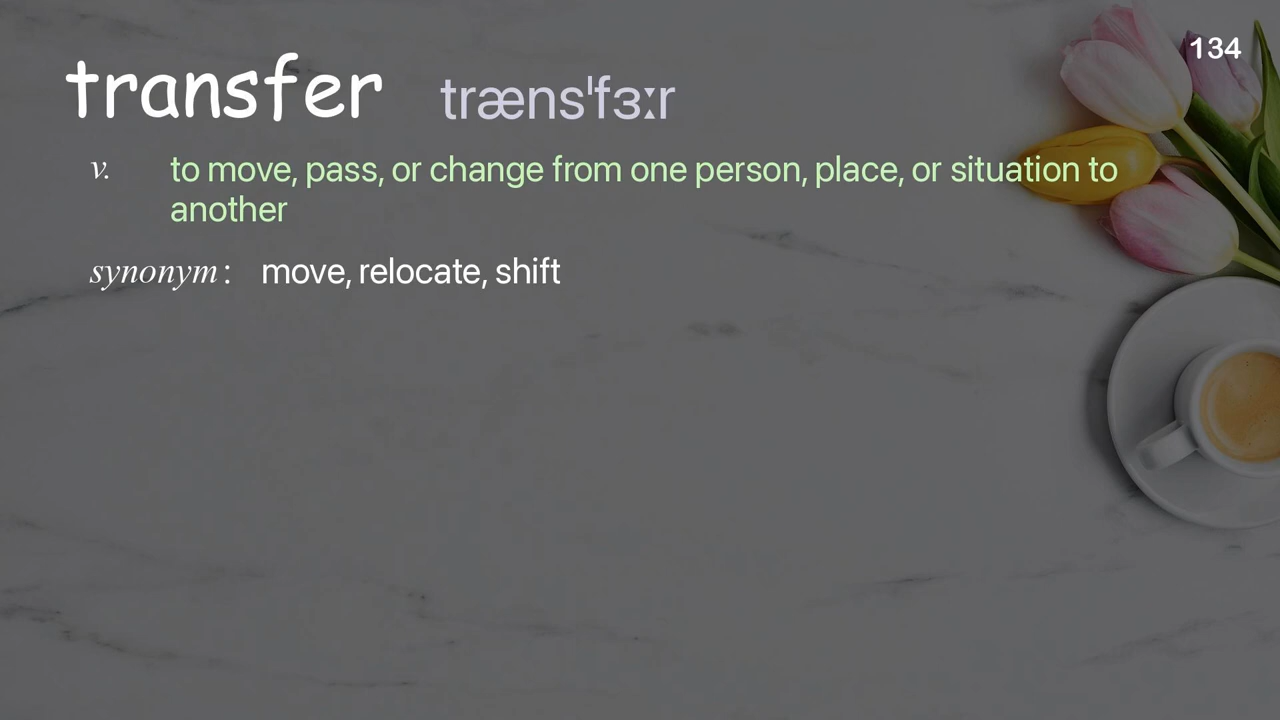 134
transfer trænsˈfɜːr
v. to move, pass, or change from one person, place, or situation to
another
synonym : move, relocate, shift